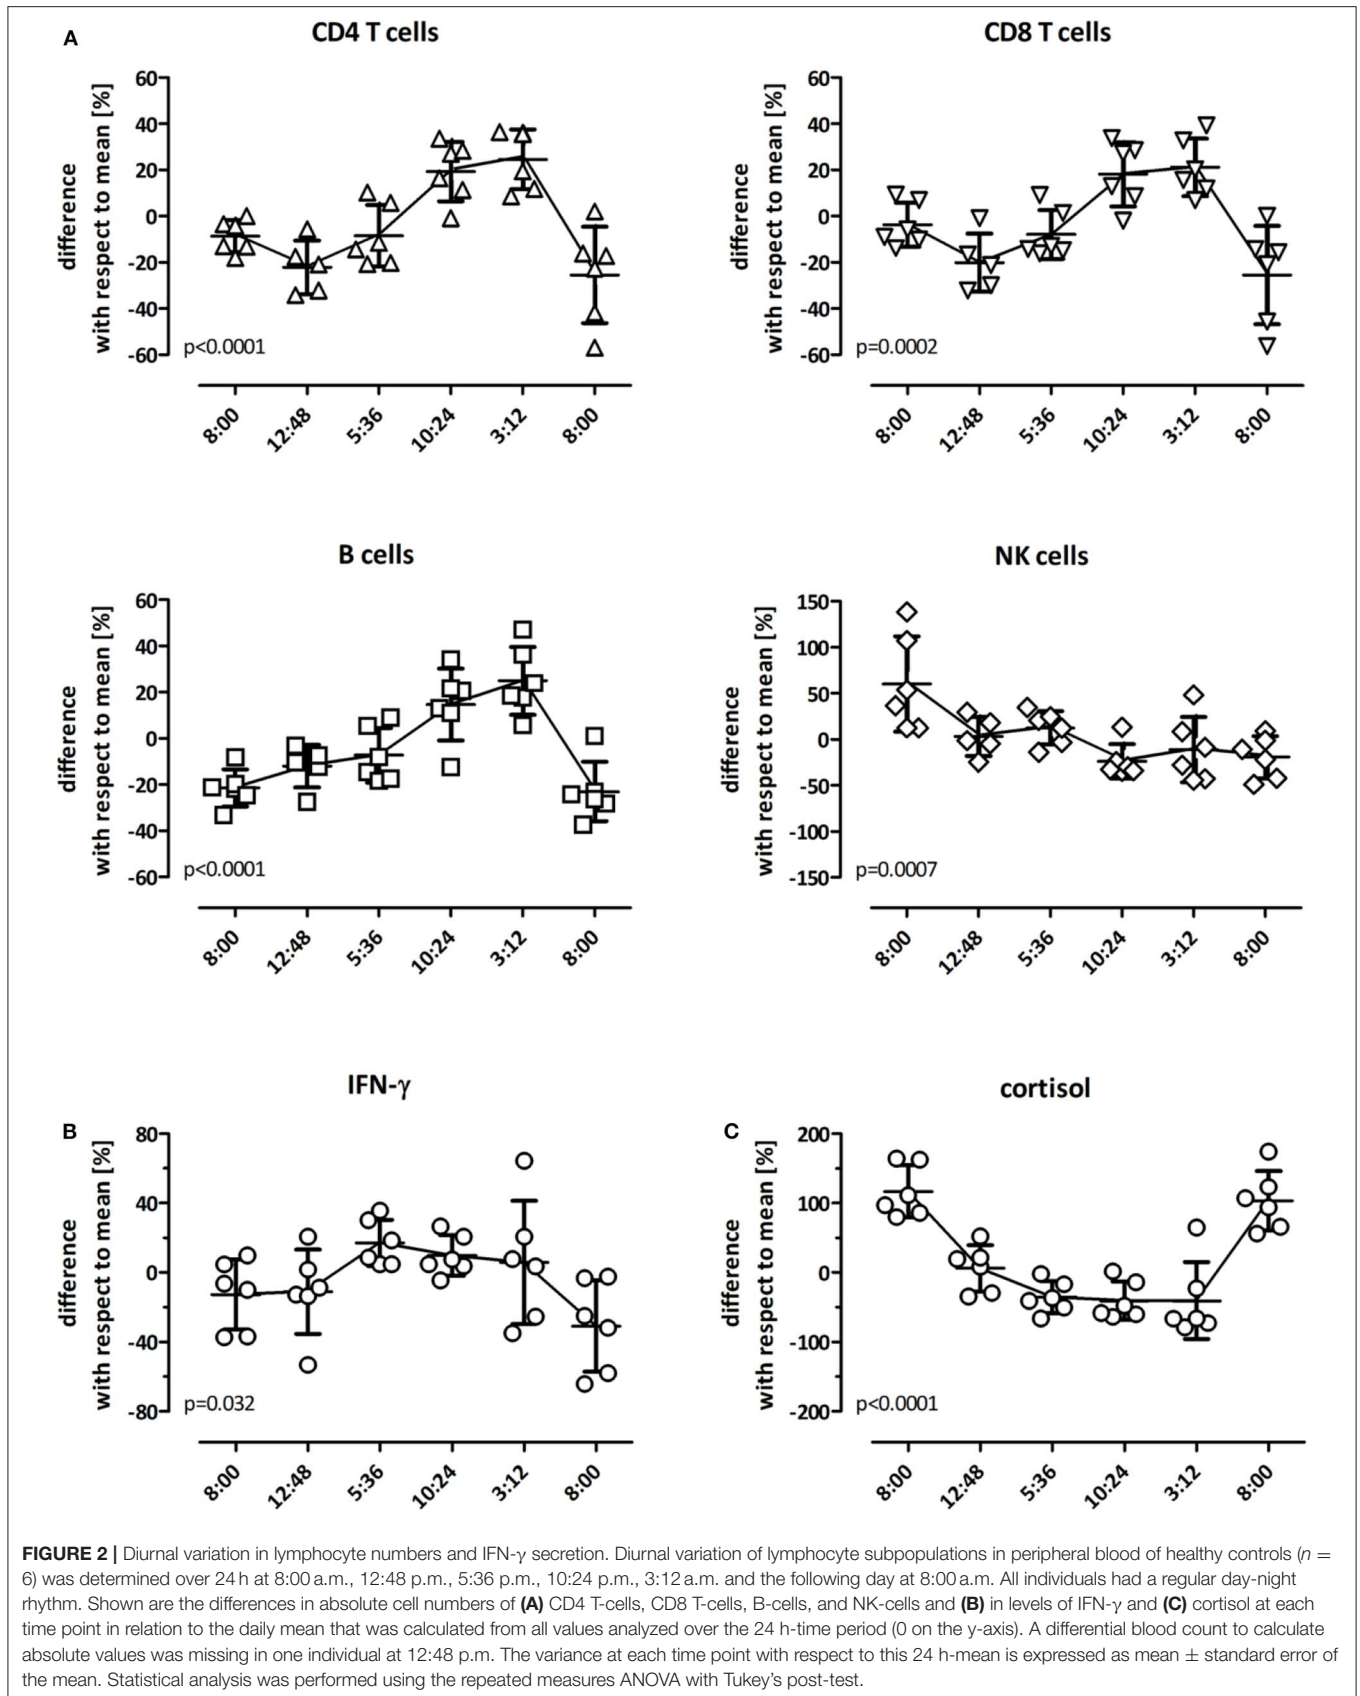 A
CD4 T cells
difference
with respect to mean [%]
60
40
20
0
-20
-40
-60
p<0.0001
8:00
12:48
5:36
10:24
3:12
8:00
CD8 T cells
difference
with respect to mean [%]
60
40
20
0
-20
-40
-60
p=0.0002
8:00
12:48
5:36
10:24
3:12
8:00
B cells
difference
with respect to mean [%]
60
40
20
0
-20
-40
-60
p<0.0001
8:00
12:48
5:36
10:24
3:12
8:00
NK cells
difference
with respect to mean [%]
150
100
50
0
-50
-100
-150
p=0.0007
8:00
12:48
5:36
10:24
3:12
8:00
B
IFN-γ
difference
with respect to mean [%]
80
40
0
-40
-80
p=0.032
8:00
12:48
5:36
10:24
3:12
8:00
C
cortisol
difference
with respect to mean [%]
200
100
0
-100
-200
p<0.0001
8:00
12:48
5:36
10:24
3:12
8:00
FIGURE 2 | Diurnal variation in lymphocyte numbers and IFN-γ secretion. Diurnal variation of lymphocyte subpopulations in peripheral blood of healthy controls (n =
6) was determined over 24 h at 8:00 a.m., 12:48 p.m., 5:36 p.m., 10:24 p.m., 3:12 a.m. and the following day at 8:00 a.m. All individuals had a regular day-night
rhythm. Shown are the differences in absolute cell numbers of (A) CD4 T-cells, CD8 T-cells, B-cells, and NK-cells and (B) in levels of IFN-γ and (C) cortisol at each
time point in relation to the daily mean that was calculated from all values analyzed over the 24 h-time period (0 on the y-axis). A differential blood count to calculate
absolute values was missing in one individual at 12:48 p.m. The variance at each time point with respect to this 24 h-mean is expressed as mean ± standard error of
the mean. Statistical analysis was performed using the repeated measures ANOVA with Tukey's post-test.